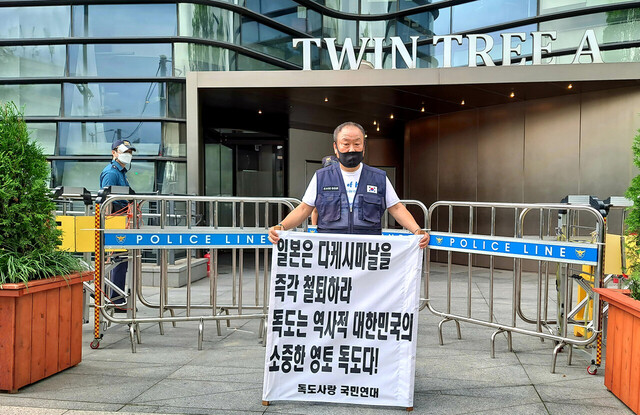 TWIN TREE A
POLICE LINE
POLICE LINE
일본은 다케시마날을
즉각 철퇴하라
독도는 역사적 대한민국의
소중한 영토 독도다!
독도사랑 국민연대